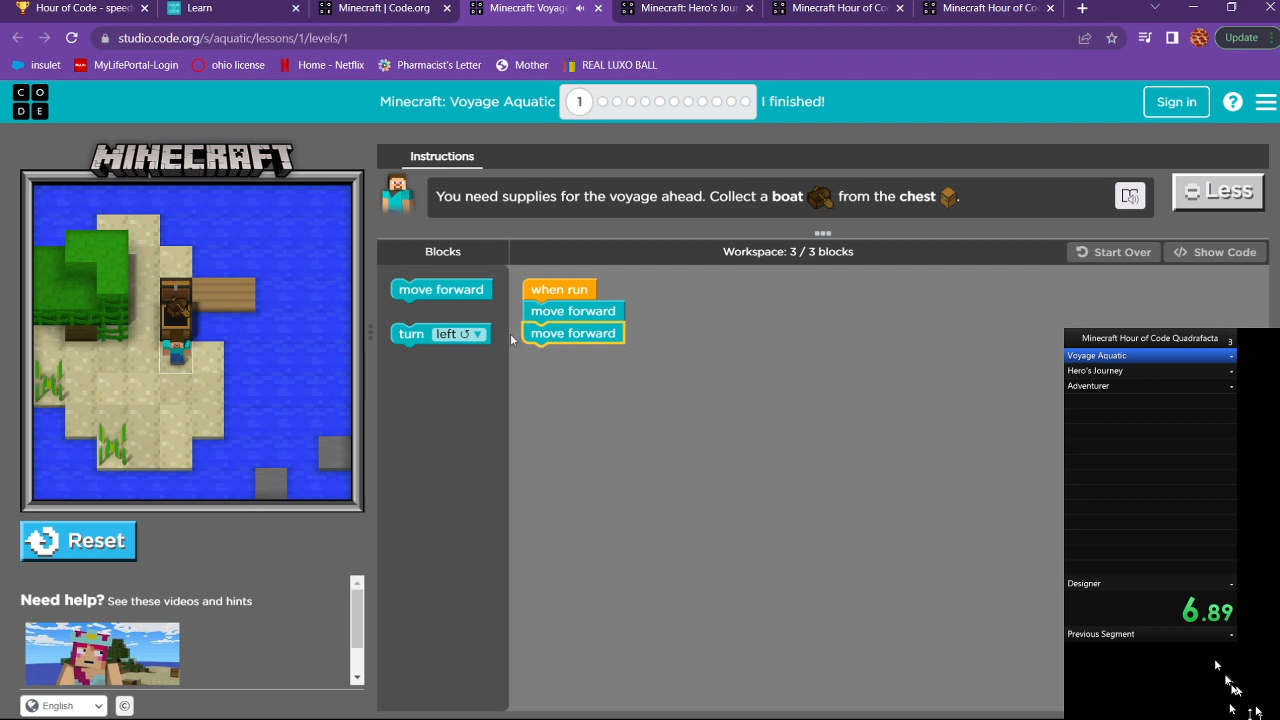 Hour of Code - speed
Learn
Minecraft | Code.org
Minecraft: Voyage
Minecraft: Hero's Jour
Minecraft Hour of Co
Minecraft Hour of Co
studio.code.org/s/aquatic/lessons/1/levels/1
Update
insulet
MyLifePortal-Login
ohio license
Home - Netflix
Pharmacist's Letter
Mother
REAL LUXO BALL
CO
DE
Minecraft: Voyage Aquatic
1
I finished!
Sign in
?
MINECRAFT
Instructions
You need supplies for the voyage ahead. Collect a boat from the chest.
Less
Blocks
Workspace: 3 / 3 blocks
Start Over
Show Code
move forward
turn left
when run
move forward
move forward
Reset
Need help? See these videos and hints
English
©
Minecraft Hour of Code Quadrafacta
3
Voyage Aquatic -
Hero's Journey -
Adventurer -
Designer -
6.89
Previous Segment -